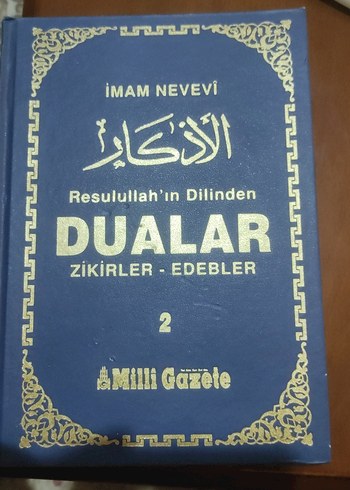 İMAM NEVEVÎ
الأذكار
Resulullah'ın Dilinden
DUALAR
ZİKİRLER - EDEBLER
2
Milli Gazete